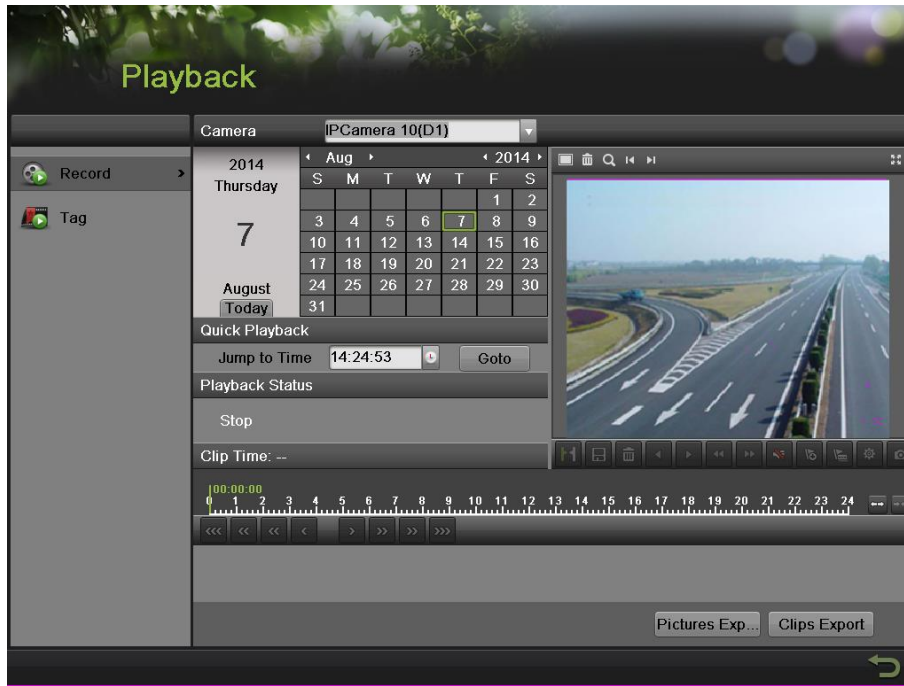 Playback
Camera
IPCamera 10(D1)
Record
Tag
2014
Thursday
7
August
Today
Aug 2014
S M T W T F S
1 2
3 4 5 6 7 8 9
10 11 12 13 14 15 16
17 18 19 20 21 22 23
24 25 26 27 28 29 30
31
Quick Playback
Jump to Time 14:24:53 Goto
Playback Status
Stop
Clip Time: --
00:00:00
0 1 2 3 4 5 6 7 8 9 10 11 12 13 14 15 16 17 18 19 20 21 22 23 24
Pictures Exp... Clips Export